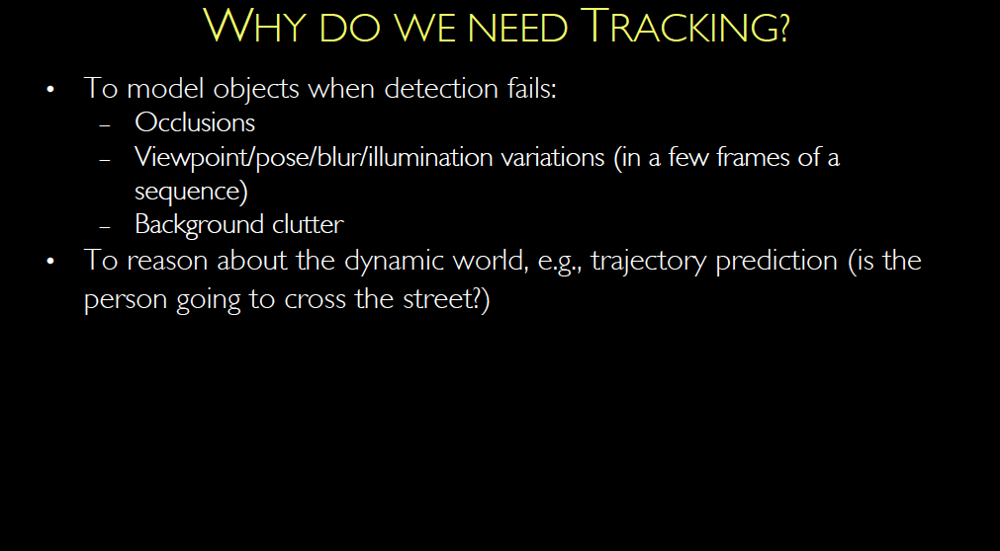 WHY DO WE NEED TRACKING?
• To model objects when detection fails:
– Occlusions
– Viewpoint/pose/blur/illumination variations (in a few frames of a
sequence)
– Background clutter
• To reason about the dynamic world, e.g., trajectory prediction (is the
person going to cross the street?)